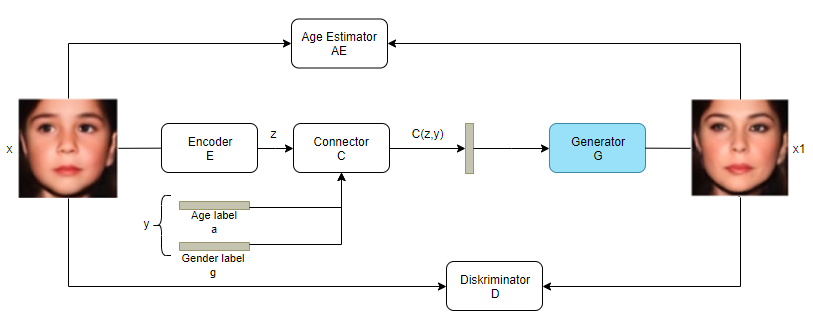 Age Estimator
AE
x
Encoder
E
z
Connector
C
C(z,y)
Generator
G
x1
y
Age label
a
Gender label
g
Diskriminator
D